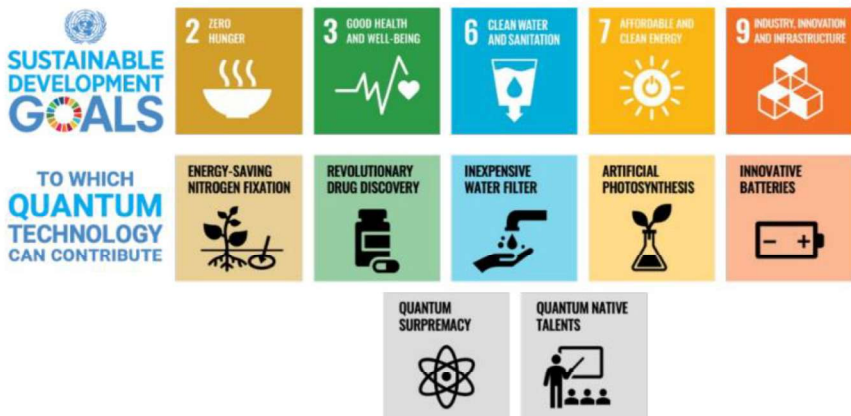 SUSTAINABLE
DEVELOPMENT
GOALS
2 ZERO
HUNGER
3 GOOD HEALTH
AND WELL-BEING
6 CLEAN WATER
AND SANITATION
7 AFFORDABLE AND
CLEAN ENERGY
9 INDUSTRY, INNOVATION
AND INFRASTRUCTURE
TO WHICH
QUANTUM
TECHNOLOGY
CAN CONTRIBUTE
ENERGY-SAVING
NITROGEN FIXATION
REVOLUTIONARY
DRUG DISCOVERY
INEXPENSIVE
WATER FILTER
ARTIFICIAL
PHOTOSYNTHESIS
INNOVATIVE
BATTERIES
QUANTUM
SURPREMACY
QUANTUM NATIVE
TALENTS